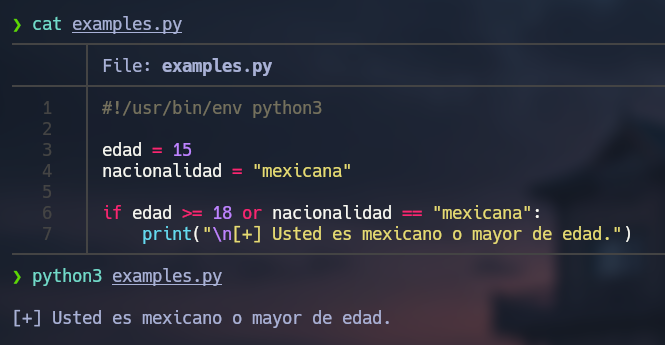 ❯ cat examples.py
File: examples.py
1 #!/usr/bin/env python3
2
3 edad = 15
4 nacionalidad = "mexicana"
5
6 if edad >= 18 or nacionalidad == "mexicana":
7     print("\n[+] Usted es mexicano o mayor de edad.")
❯ python3 examples.py
[+] Usted es mexicano o mayor de edad.